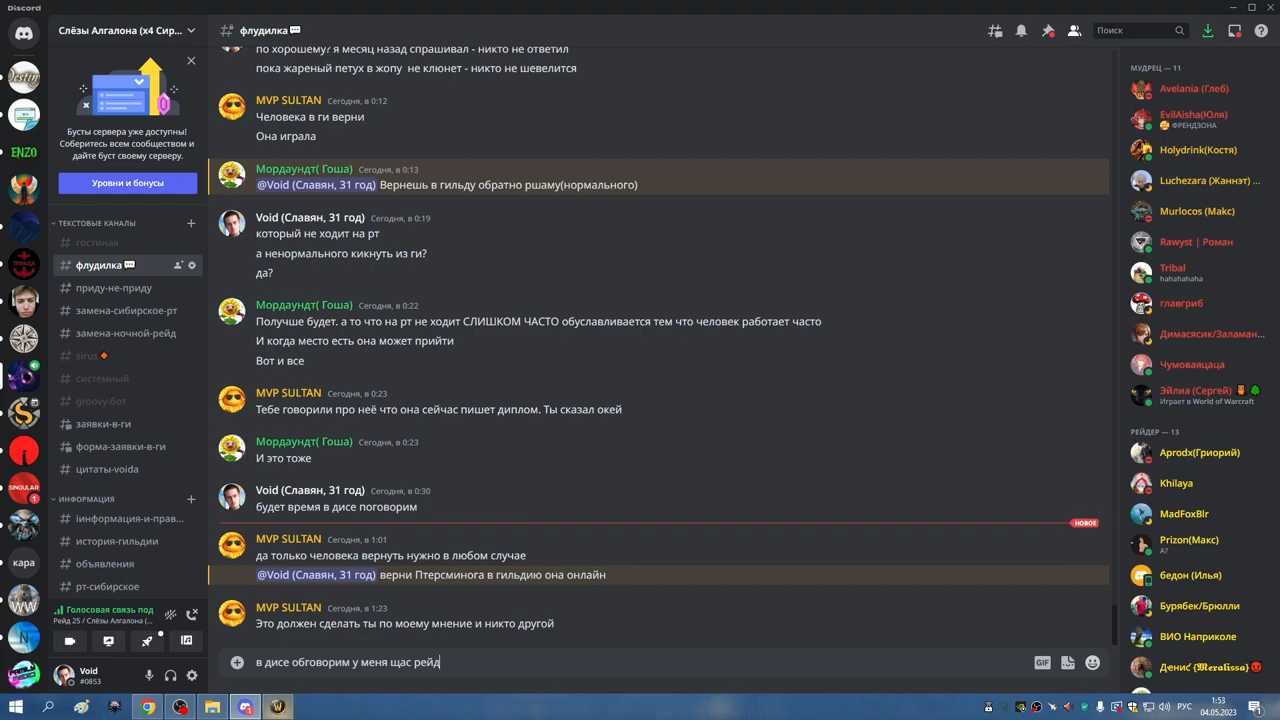 Discord
Слёзы Алгалона (x4 Сир...
флудилка
Поиск
Бусты сервера уже доступны!
Соберитесь всем сообществом и
дайте буст своему серверу.
Уровни и бонусы
ТЕКСТОВЫЕ КАНАЛЫ
гостиная
флудилка
приду-не-приду
замена-сибирское-рт
замена-ночной-рейд
sirus
системный
groovy-бот
заявки-в-ги
форма-заявки-в-ги
цитаты-voida
ИНФОРМАЦИЯ
информация-и-прав...
история-гильдии
объявления
рт-сибирское
Голосовая связь под
Рейд 25 / Слёзы Алгалона (
Void
#0853
ENZO
SINGULAR
1
кара
WW
по хорошему? я месяц назад спрашивал - никто не ответил
пока жареный петух в жопу не клюнет - никто не шевелится
MVP SULTAN Сегодня, в 0:12
Человека в ги верни
Она играла
Мордаундт( Гоша) Сегодня, в 0:13
@Void (Славян, 31 год) Вернешь в гильду обратно ршаму(нормального)
Void (Славян, 31 год) Сегодня, в 0:19
который не ходит на рт
а ненормального кикнуть из ги?
да?
Мордаундт( Гоша) Сегодня, в 0:22
Получше будет. а то что на рт не ходит СЛИШКОМ ЧАСТО обуславливается тем что человек работает часто
И когда место есть она может прийти
Вот и все
MVP SULTAN Сегодня, в 0:23
Тебе говорили про неё что она сейчас пишет диплом. Ты сказал окей
Мордаундт( Гоша) Сегодня, в 0:23
И это тоже
Void (Славян, 31 год) Сегодня, в 0:30
будет время в дисе поговорим
НОВОЕ
MVP SULTAN Сегодня, в 1:01
да только человека вернуть нужно в любом случае
@Void (Славян, 31 год) верни Птерсминога в гильдию она онлайн
MVP SULTAN Сегодня, в 1:23
Это должен сделать ты по моему мнение и никто другой
в дисе обговорим у меня щас рейд
GIF
МУДРЕЦ — 11
Avelania (Глеб)
EvilAisha(Юля)
ФРЕНДЗОНА
Holydrink(Костя)
Luchezara (Жаннэт) ...
Murlocos (Макс)
Rawyst | Роман
Tribal
hahahahaha
главгриб
Димасясик/Заламан...
Чумоваяцаца
Эйлиа (Сергей)
Играет в World of Warcraft
РЕЙДЕР — 13
Aprodx(Гриорий)
Khilaya
MadFoxBlr
Prizon(Макс)
А?
бедон (Илья)
Бурябек/Брюлли
ВИО Наприколе
РУС
1:53
04.05.2023